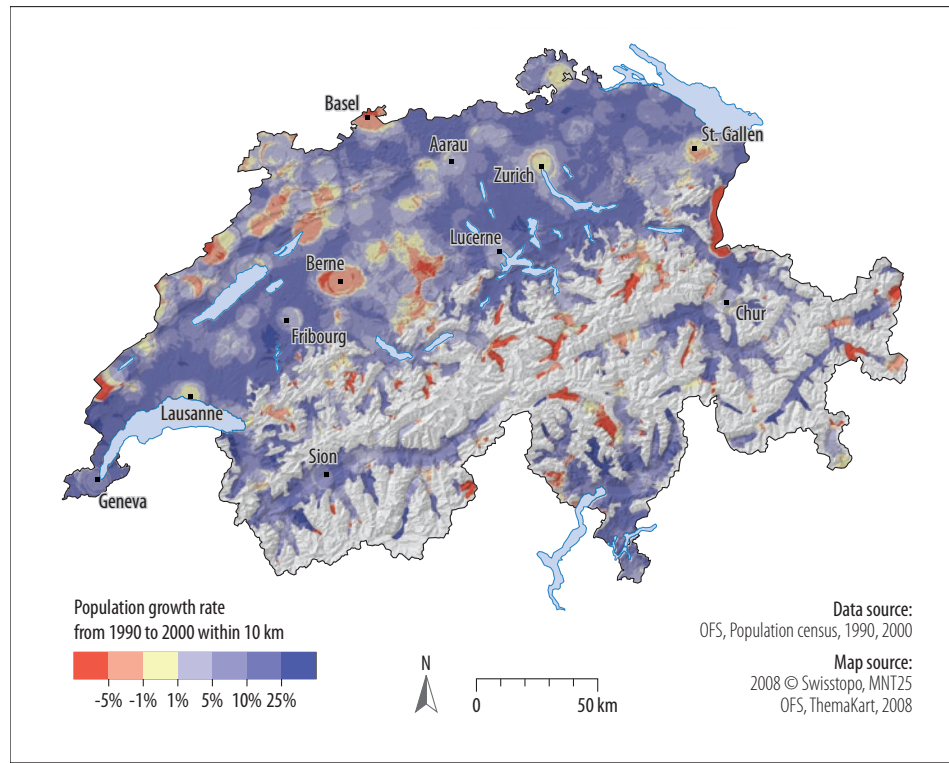 Basel
Aarau
St. Gallen
Zurich
Lucerne
Berne
Chur
Fribourg
Lausanne
Sion
Geneva
Population growth rate
from 1990 to 2000 within 10 km
-5% -1% 1% 5% 10% 25%
N
0 50 km
Data source:
OFS, Population census, 1990, 2000
Map source:
2008 © Swisstopo, MNT25
OFS, ThemaKart, 2008